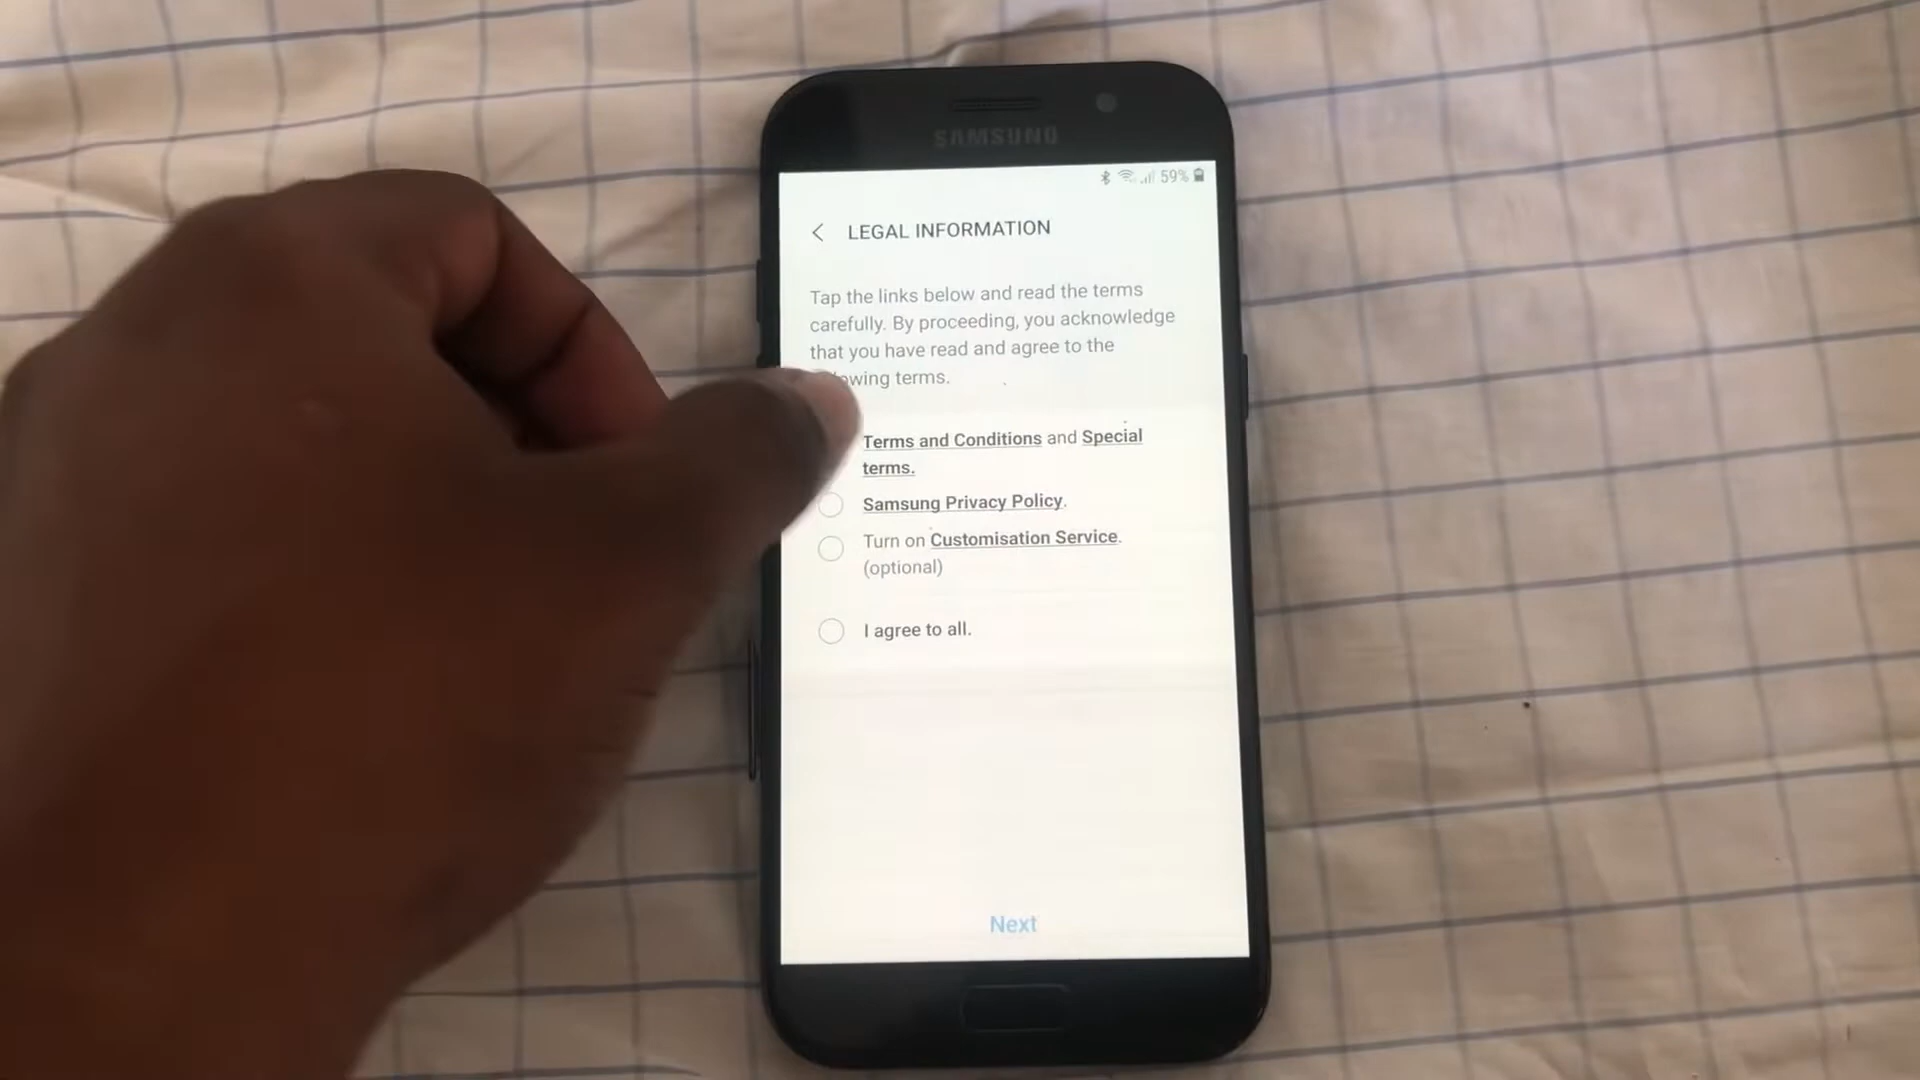 SAMSUNG
59%
LEGAL INFORMATION
Tap the links below and read the terms
carefully. By proceeding, you acknowledge
that you have read and agree to the
owing terms.
Terms and Conditions and Special
terms.
Samsung Privacy Policy.
Turn on Customisation Service.
(optional)
I agree to all.
Next